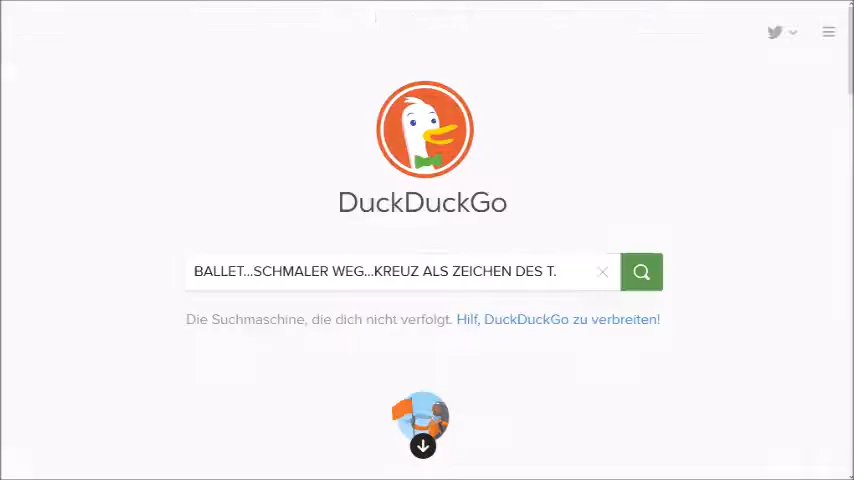 DuckDuckGo
BALLET...SCHMALER WEG...KREUZ ALS ZEICHEN DES T.
Die Suchmaschine, die dich nicht verfolgt. Hilf, DuckDuckGo zu verbreiten!